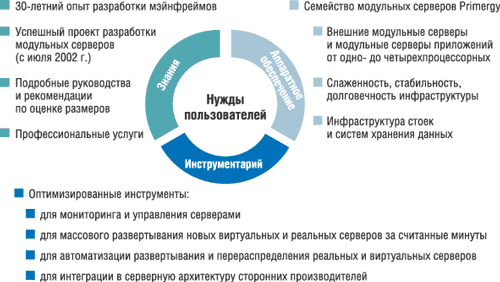 30-летний опыт разработки мэйнфреймов
Успешный проект разработки
модульных серверов
(с июля 2002 г.)
Подробные руководства
и рекомендации
по оценке размеров
Профессиональные услуги
Знания
Нужды
пользователей
Аппаратное
обеспечение
Инструментарий
Семейство модульных серверов Primergy
Внешние модульные серверы
и модульные серверы приложений
от одно- до четырехпроцессорных
Слаженность, стабильность,
долговечность инфраструктуры
Инфраструктура стоек
и систем хранения данных
Оптимизированные инструменты:
для мониторинга и управления серверами
для массового развертывания новых виртуальных и реальных серверов за считанные минуты
для автоматизации развертывания и перераспределения реальных и виртуальных серверов
для интеграции в серверную архитектуру сторонних производителей